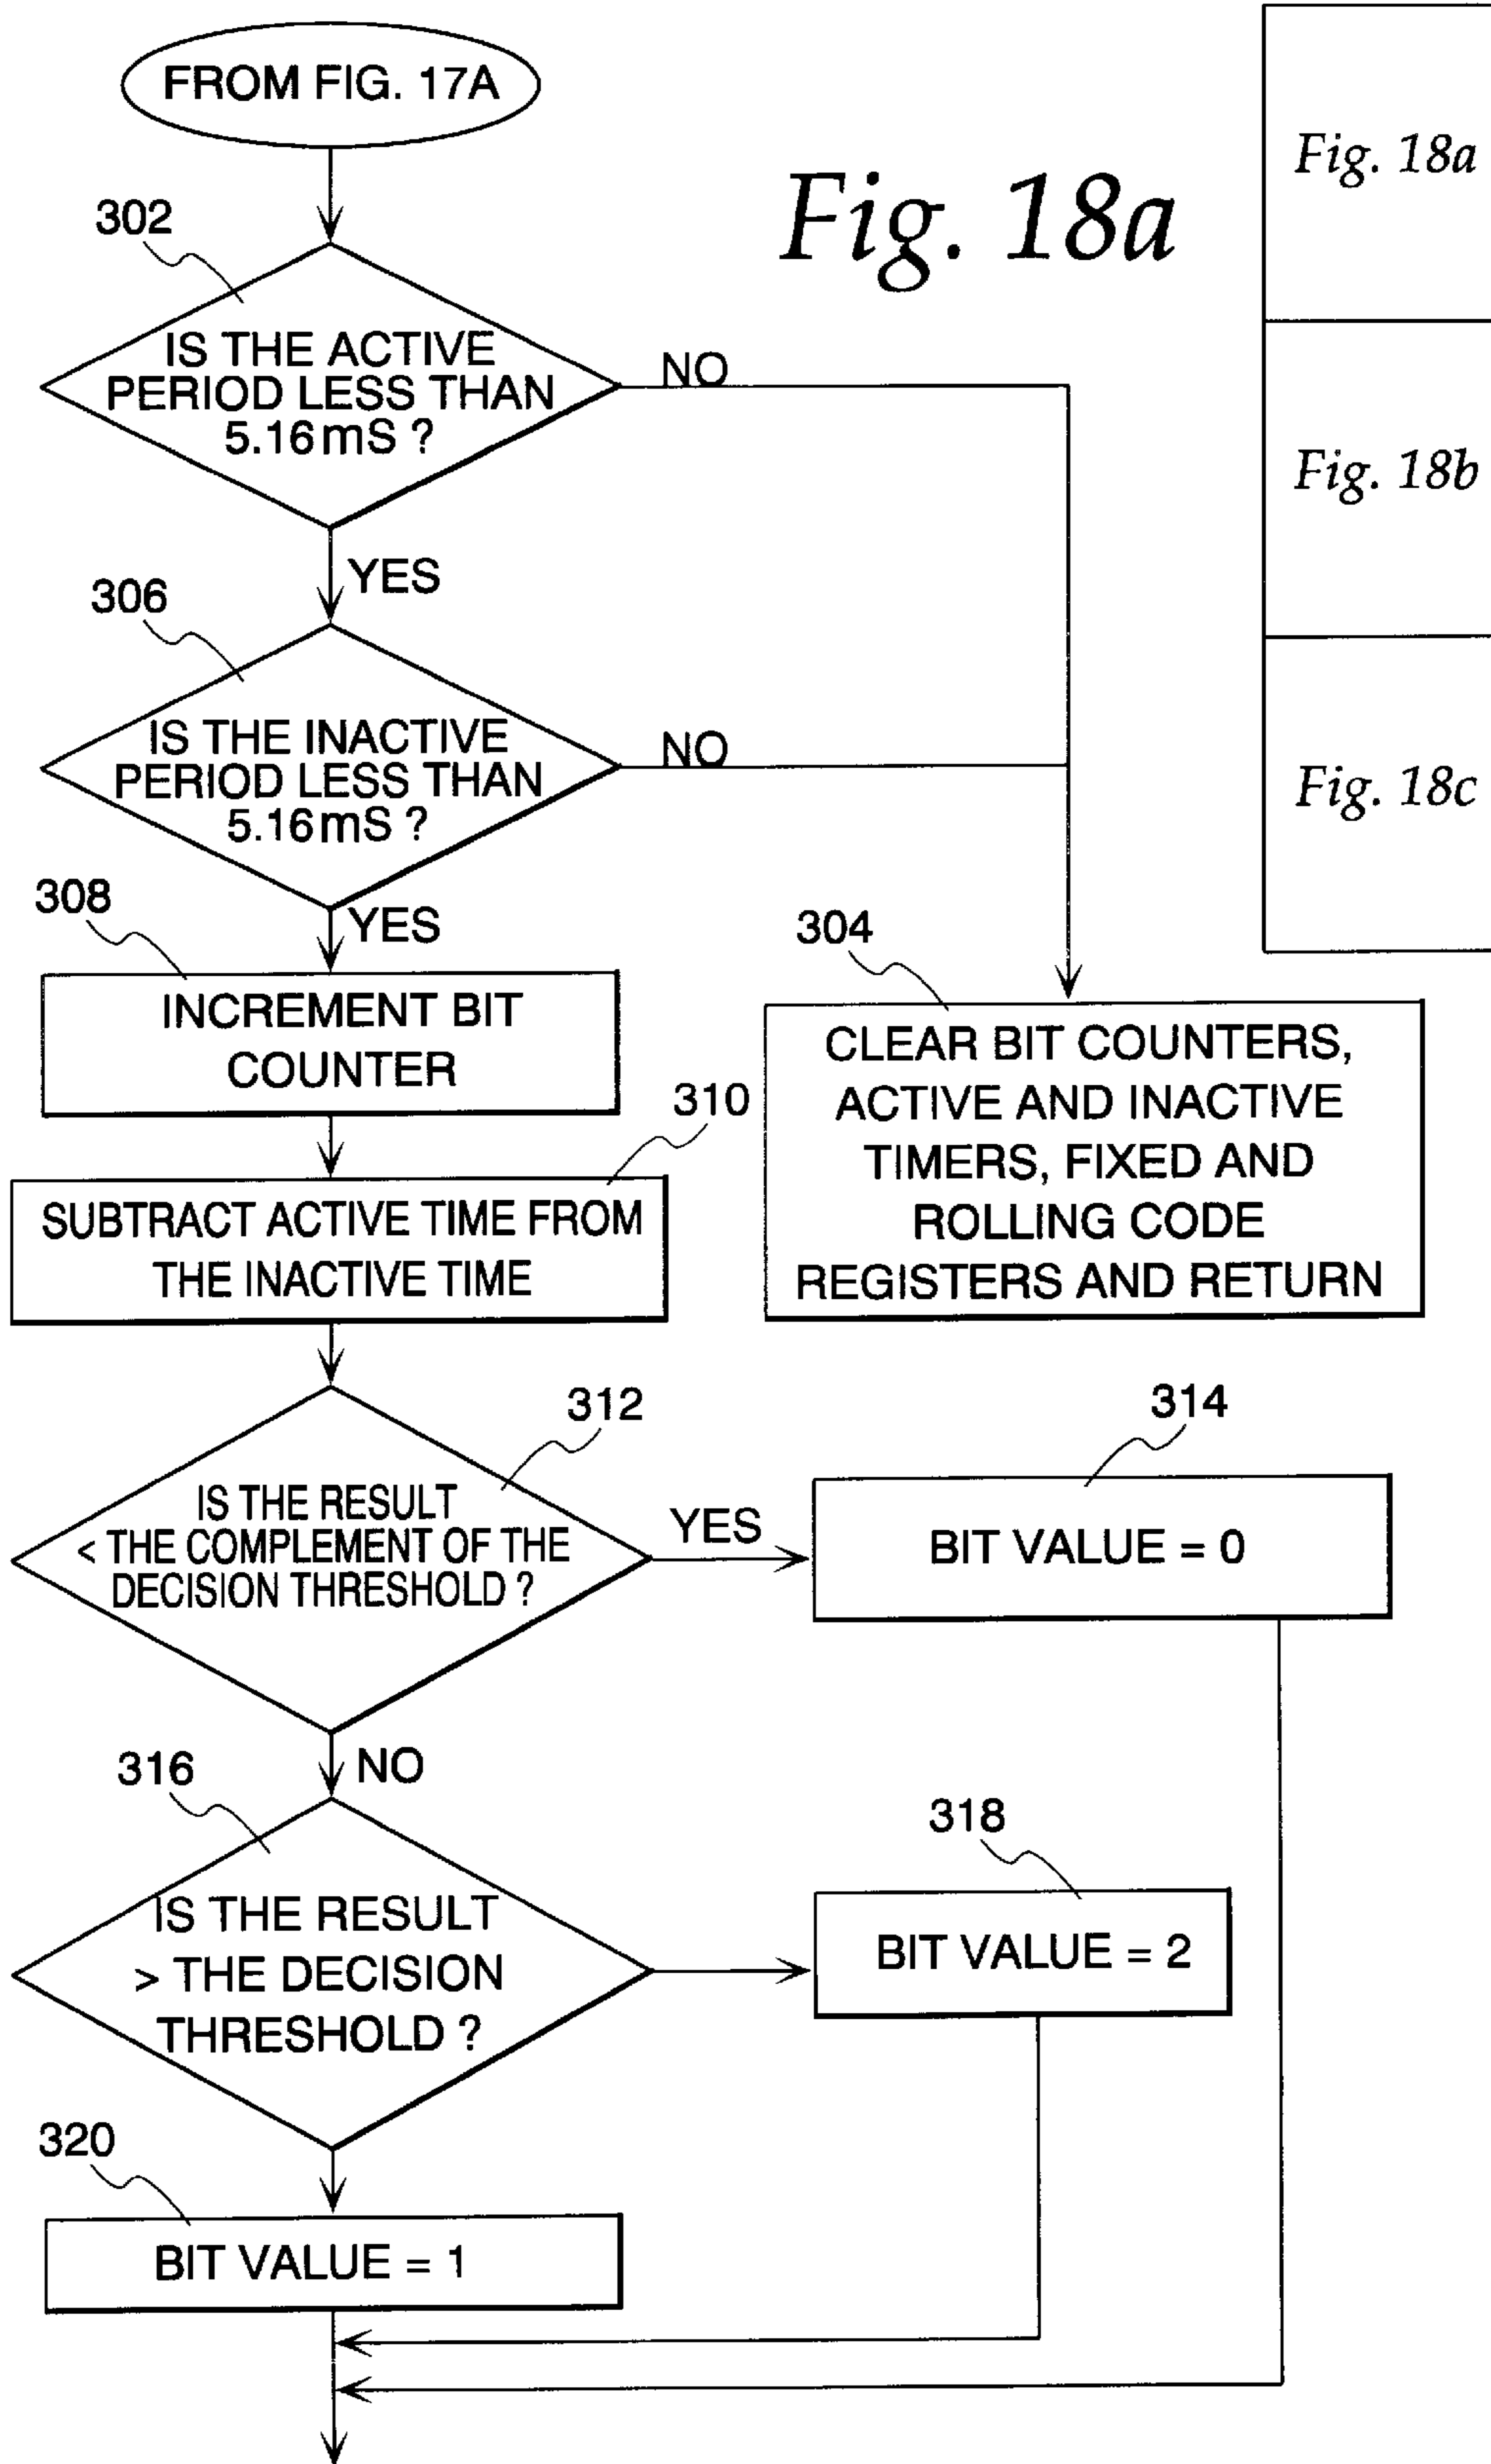 FROM FIG. 17A
Fig. 18a
Fig. 18a
Fig. 18b
Fig. 18c
302
IS THE ACTIVE
PERIOD LESS THAN
5.16mS ?
NO
YES
306
IS THE INACTIVE
PERIOD LESS THAN
5.16mS ?
NO
YES
308
INCREMENT BIT
COUNTER
304
CLEAR BIT COUNTERS,
ACTIVE AND INACTIVE
TIMERS, FIXED AND
ROLLING CODE
REGISTERS AND RETURN
310
SUBTRACT ACTIVE TIME FROM
THE INACTIVE TIME
312
IS THE RESULT
< THE COMPLEMENT OF THE
DECISION THRESHOLD ?
YES
314
BIT VALUE = 0
NO
316
IS THE RESULT
> THE DECISION
THRESHOLD ?
318
BIT VALUE = 2
320
BIT VALUE = 1